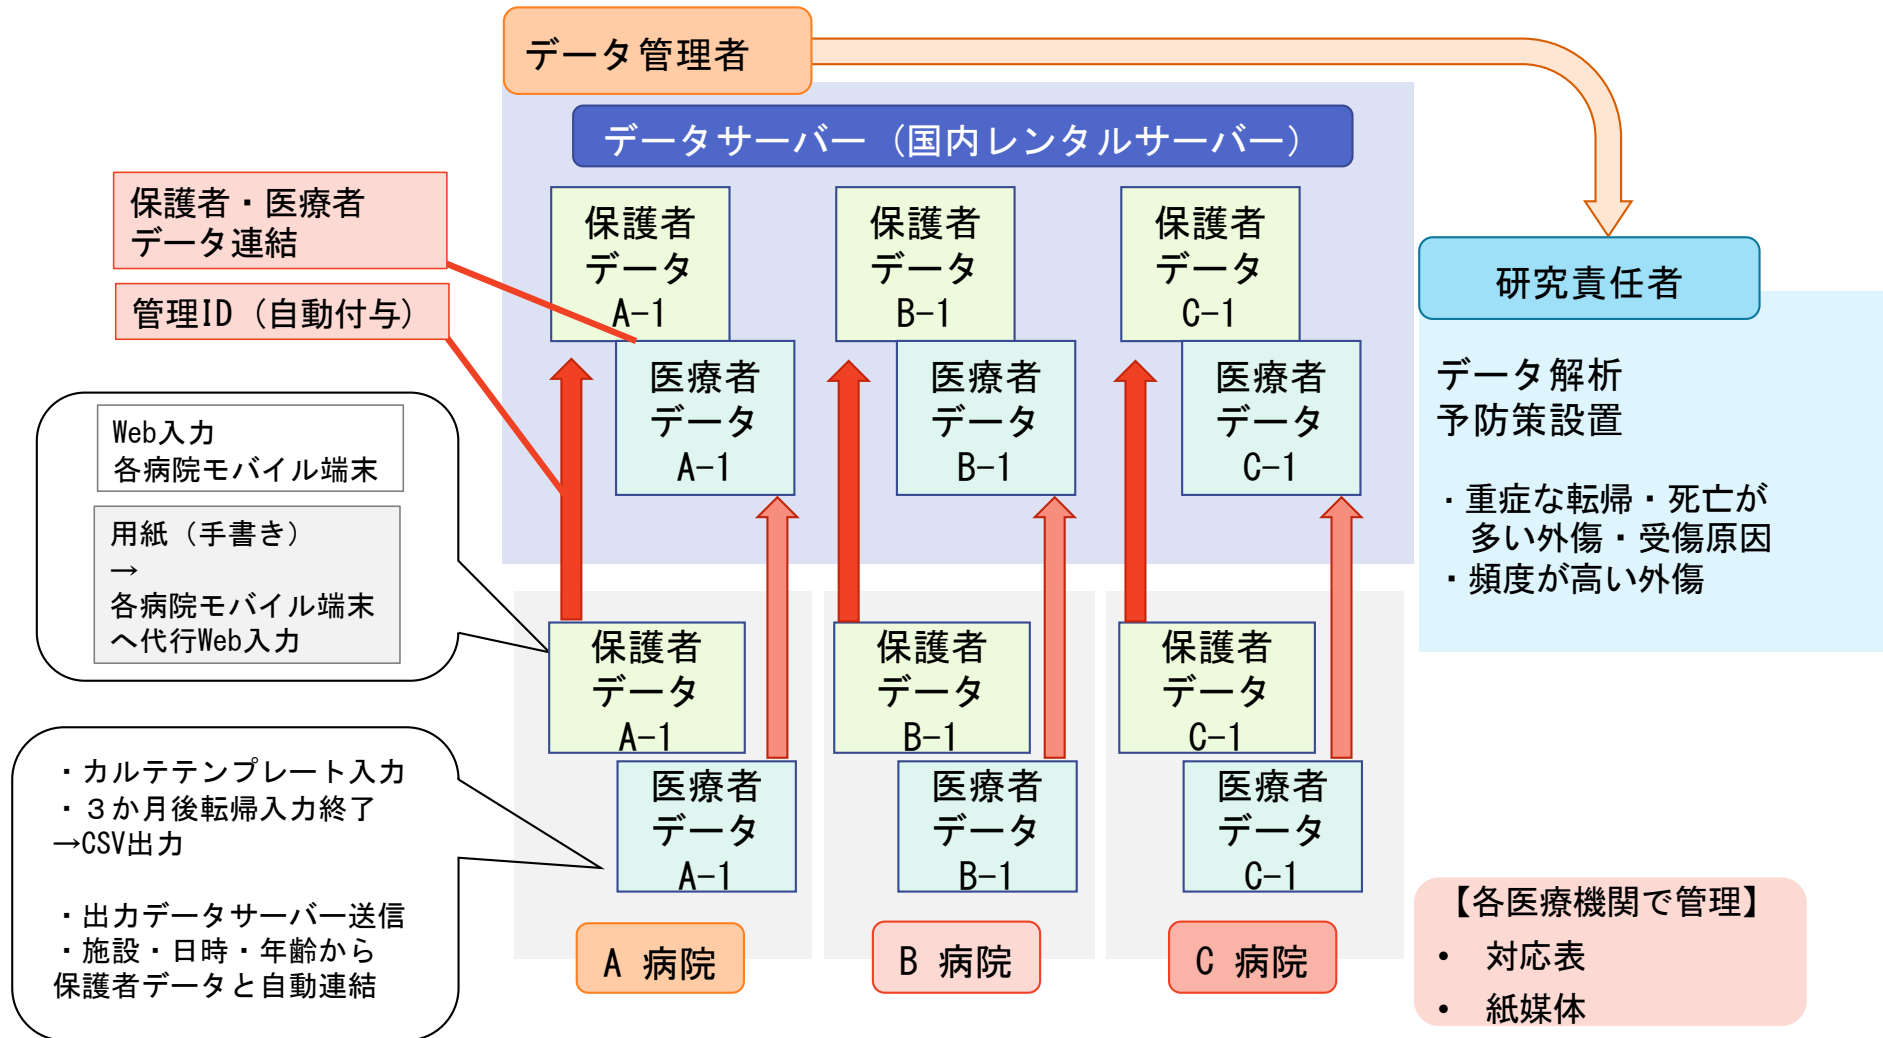 データ管理者
データサーバー（国内レンタルサーバー）
保護者・医療者
データ連結
管理ID（自動付与）
保護者
データ
A-1
医療者
データ
A-1
保護者
データ
B-1
医療者
データ
B-1
保護者
データ
C-1
医療者
データ
C-1
研究責任者
データ解析
予防策設置
・重症な転帰・死亡が
多い外傷・受傷原因
・頻度が高い外傷
Web入力
各病院モバイル端末
用紙（手書き）
→
各病院モバイル端末
へ代行Web入力
・カルテテンプレート入力
・３か月後転帰入力終了
→CSV出力
・出力データサーバー送信
・施設・日時・年齢から
保護者データと自動連結
保護者
データ
A-1
医療者
データ
A-1
A 病院
保護者
データ
B-1
医療者
データ
B-1
B 病院
保護者
データ
C-1
医療者
データ
C-1
C 病院
【各医療機関で管理】
• 対応表
• 紙媒体